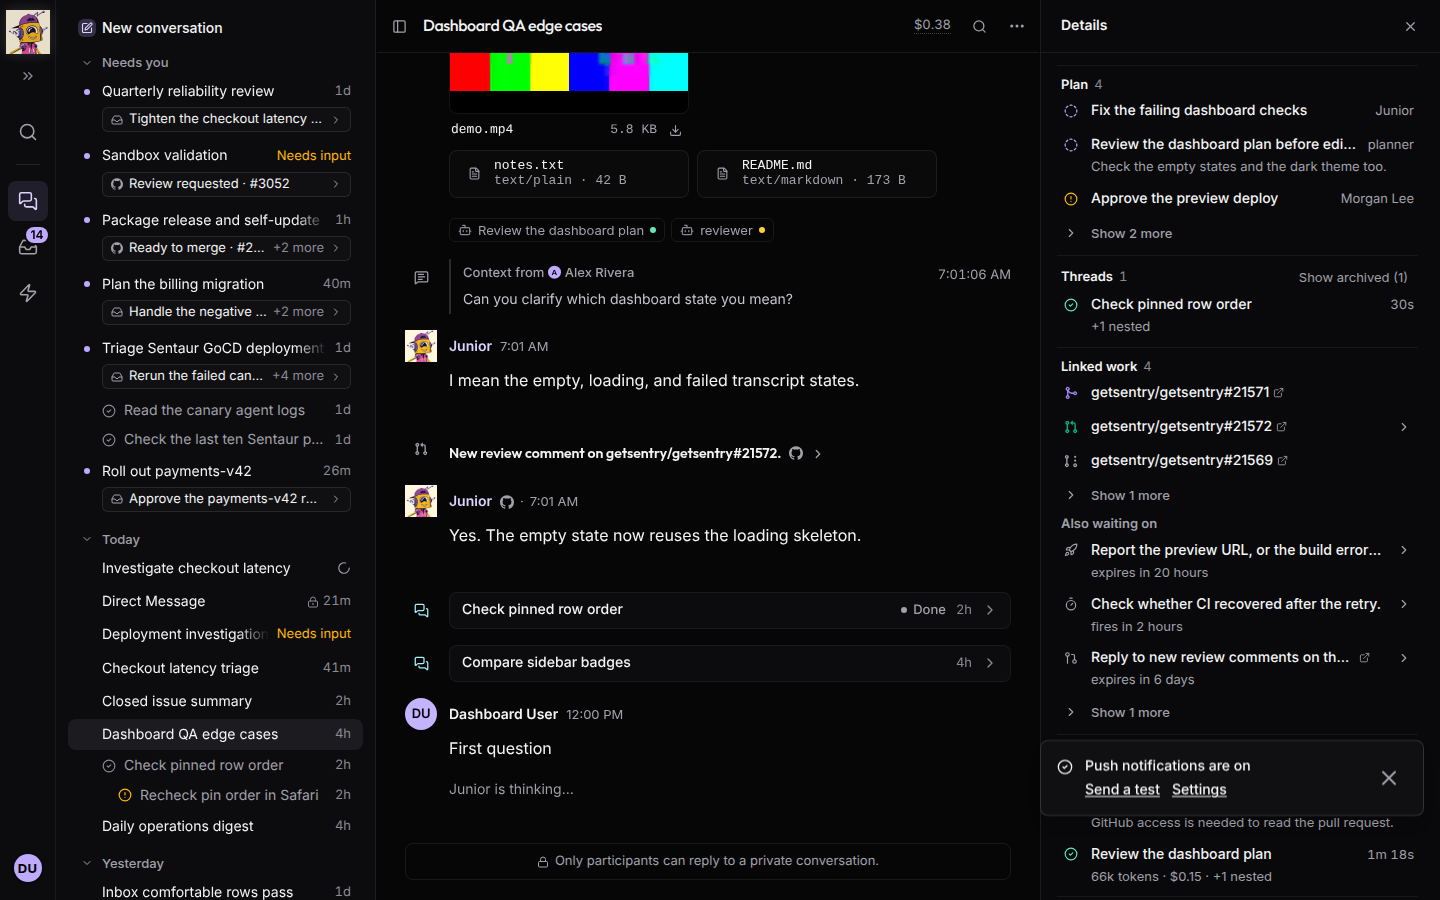 New conversation
Needs you
Quarterly reliability review 1d
Tighten the checkout latency ...
Sandbox validation Needs input
Review requested · #3052
Package release and self-update 1h
Ready to merge · #2... +2 more
Plan the billing migration 40m
Handle the negative ... +2 more
Triage Sentaur GoCD deployment 1d
Rerun the failed can... +4 more
Read the canary agent logs 1d
Check the last ten Sentaur p... 1d
Roll out payments-v42 26m
Approve the payments-v42 r...
Today
Investigate checkout latency
Direct Message 21m
Deployment investigation Needs input
Checkout latency triage 41m
Closed issue summary 2h
Dashboard QA edge cases 4h
Check pinned row order 2h
Recheck pin order in Safari 2h
Daily operations digest 4h
Yesterday
Inbox comfortable rows pass 1d
14
DU
Dashboard QA edge cases $0.38
demo.mp4 5.8 KB
notes.txt
text/plain · 42 B
README.md
text/markdown · 173 B
Review the dashboard plan
reviewer
Context from A Alex Rivera 7:01:06 AM
Can you clarify which dashboard state you mean?
Junior 7:01 AM
I mean the empty, loading, and failed transcript states.
New review comment on getsentry/getsentry#21572.
Junior · 7:01 AM
Yes. The empty state now reuses the loading skeleton.
Check pinned row order Done 2h
Compare sidebar badges 4h
DU Dashboard User 12:00 PM
First question
Junior is thinking...
Only participants can reply to a private conversation.
Details
Plan 4
Fix the failing dashboard checks Junior
Review the dashboard plan before edi... planner
Check the empty states and the dark theme too.
Approve the preview deploy Morgan Lee
Show 2 more
Threads 1 Show archived (1)
Check pinned row order 30s
+1 nested
Linked work 4
getsentry/getsentry#21571
getsentry/getsentry#21572
getsentry/getsentry#21569
Show 1 more
Also waiting on
Report the preview URL, or the build error...
expires in 20 hours
Check whether CI recovered after the retry.
fires in 2 hours
Reply to new review comments on th...
expires in 6 days
Show 1 more
Push notifications are on
Send a test Settings
GitHub access is needed to read the pull request.
Review the dashboard plan 1m 18s
66k tokens · $0.15 · +1 nested